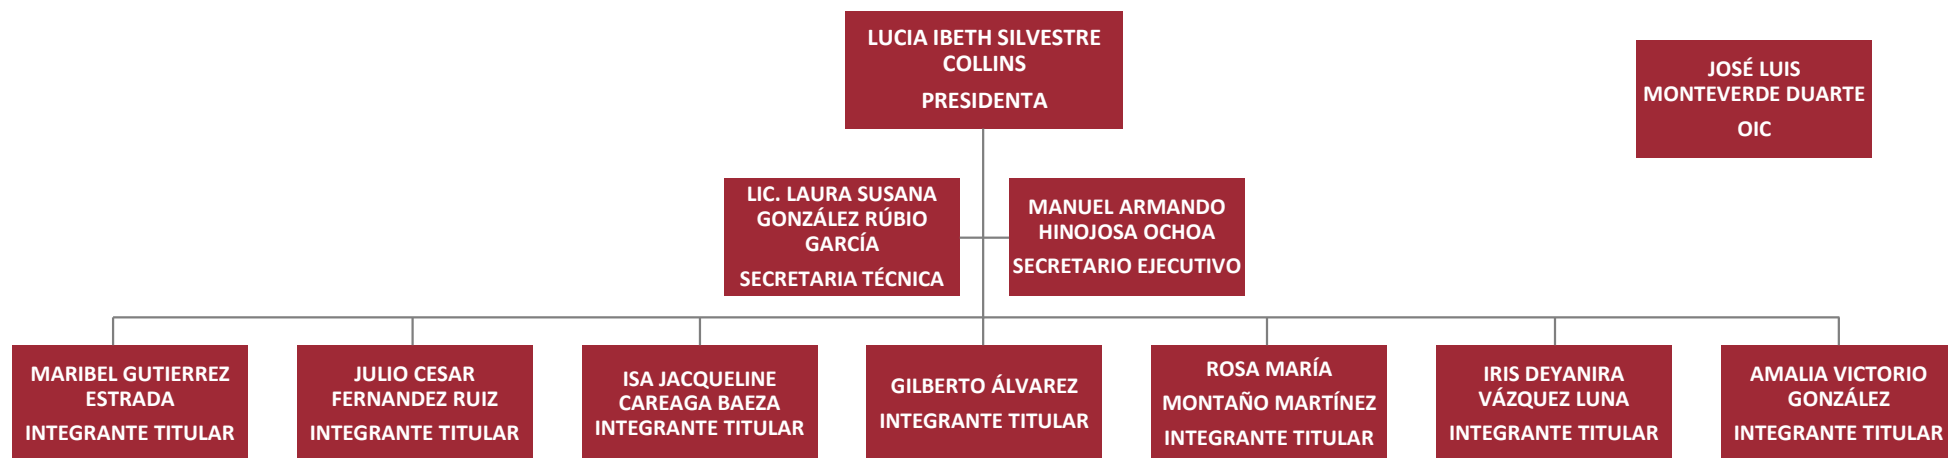 LUCIA IBETH SILVESTRE
COLLINS
PRESIDENTA
JOSÉ LUIS
MONTEVERDE DUARTE
OIC
LIC. LAURA SUSANA
GONZÁLEZ RÚBIO
GARCÍA
SECRETARIA TÉCNICA
MANUEL ARMANDO
HINOJOSA OCHOA
SECRETARIO EJECUTIVO
MARIBEL GUTIERREZ
ESTRADA
INTEGRANTE TITULAR
JULIO CESAR
FERNANDEZ RUIZ
INTEGRANTE TITULAR
ISA JACQUELINE
CAREAGA BAEZA
INTEGRANTE TITULAR
GILBERTO ÁLVAREZ
INTEGRANTE TITULAR
ROSA MARÍA
MONTAÑO MARTÍNEZ
INTEGRANTE TITULAR
IRIS DEYANIRA
VÁZQUEZ LUNA
INTEGRANTE TITULAR
AMALIA VICTORIO
GONZÁLEZ
INTEGRANTE TITULAR